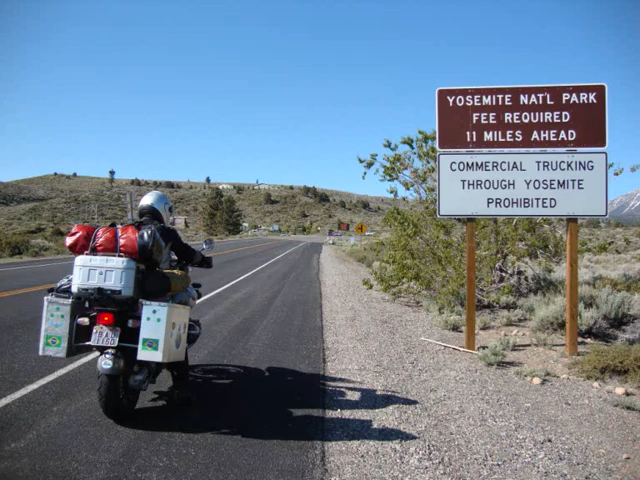 YOSEMITE NAT'L PARK
FEE REQUIRED
11 MILES AHEAD
COMMERCIAL TRUCKING
THROUGH YOSEMITE
PROHIBITED